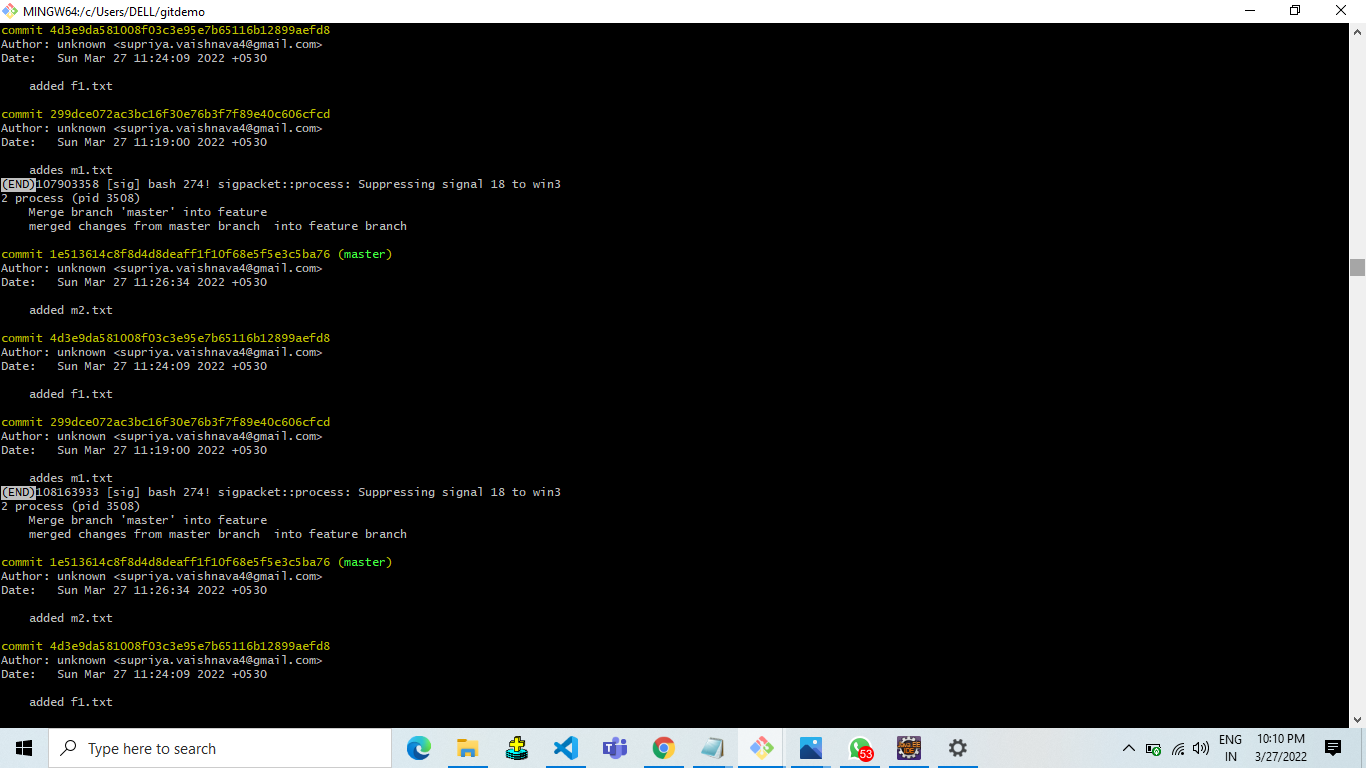 MINGW64:/c/Users/DELL/gitdemo
commit 4d3e9da581008f03c3e95e7b65116b12899aefd8
Author: unknown <supriya.vaishnava4@gmail.com>
Date:   Sun Mar 27 11:24:09 2022 +0530
added f1.txt
commit 299dce072ac3bc16f30e76b3f7f89e40c606cfcd
Author: unknown <supriya.vaishnava4@gmail.com>
Date:   Sun Mar 27 11:19:00 2022 +0530
addes m1.txt
(END)107903358 [sig] bash 274! sigpacket::process: Suppressing signal 18 to win3
2 process (pid 3508)
Merge branch 'master' into feature
merged changes from master branch  into feature branch
commit 1e513614c8f8d4d8deaff1f10f68e5f5e3c5ba76 (master)
Author: unknown <supriya.vaishnava4@gmail.com>
Date:   Sun Mar 27 11:26:34 2022 +0530
added m2.txt
commit 4d3e9da581008f03c3e95e7b65116b12899aefd8
Author: unknown <supriya.vaishnava4@gmail.com>
Date:   Sun Mar 27 11:24:09 2022 +0530
added f1.txt
commit 299dce072ac3bc16f30e76b3f7f89e40c606cfcd
Author: unknown <supriya.vaishnava4@gmail.com>
Date:   Sun Mar 27 11:19:00 2022 +0530
addes m1.txt
(END)108163933 [sig] bash 274! sigpacket::process: Suppressing signal 18 to win3
2 process (pid 3508)
Merge branch 'master' into feature
merged changes from master branch  into feature branch
commit 1e513614c8f8d4d8deaff1f10f68e5f5e3c5ba76 (master)
Author: unknown <supriya.vaishnava4@gmail.com>
Date:   Sun Mar 27 11:26:34 2022 +0530
added m2.txt
commit 4d3e9da581008f03c3e95e7b65116b12899aefd8
Author: unknown <supriya.vaishnava4@gmail.com>
Date:   Sun Mar 27 11:24:09 2022 +0530
added f1.txt
Type here to search
53
ENG
IN
10:10 PM
3/27/2022